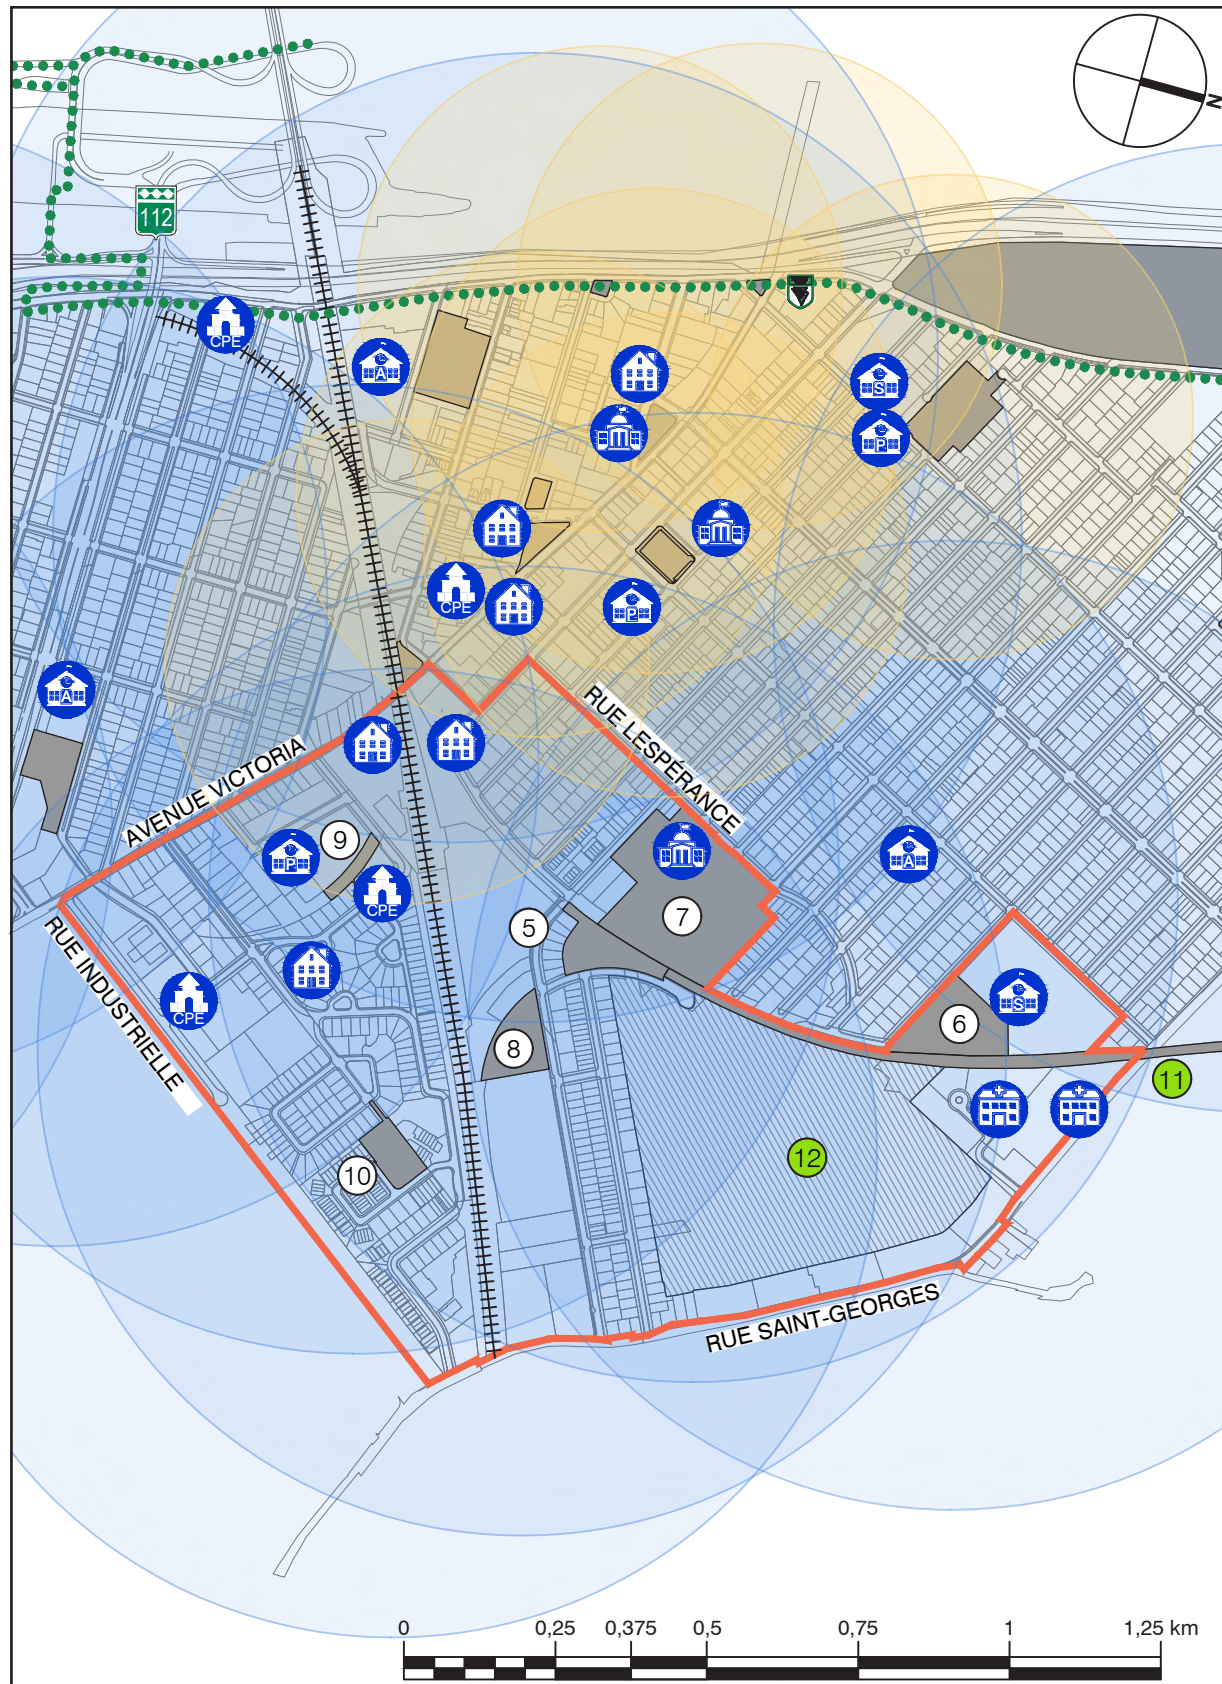 N
112
CPE
A
S
P
CPE
P
A
RUE LESPÉRANCE
AVENUE VICTORIA
9
P
CPE
A
7
5
RUE INDUSTRIELLE
CPE
S
6
8
11
12
10
RUE SAINT-GEORGES
0 0,25 0,375 0,5 0,75 1 1,25 km